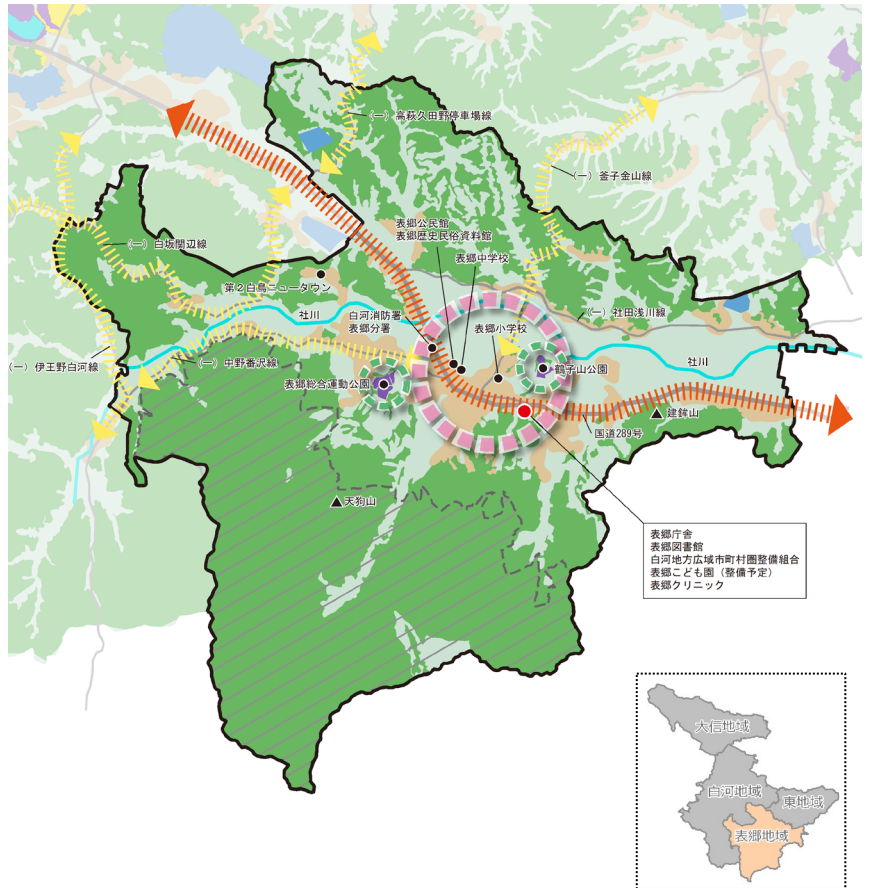 (一) 高萩久田野停車場線
(一) 釜子金山線
表郷公民館
表郷歴史民俗資料館
(一) 白坂関辺線
表郷中学校
第2白鳥ニュータウン
社川
白河消防署
表郷分署
(一) 社田浅川線
表郷小学校
(一) 伊王野白河線
(一) 中野番沢線
社川
鶴子山公園
表郷総合運動公園
建鉾山
国道289号
天狗山
表郷庁舎
表郷図書館
白河地方広域市町村圏整備組合
表郷こども園(整備予定)
表郷クリニック
大信地域
白河地域
東地域
表郷地域